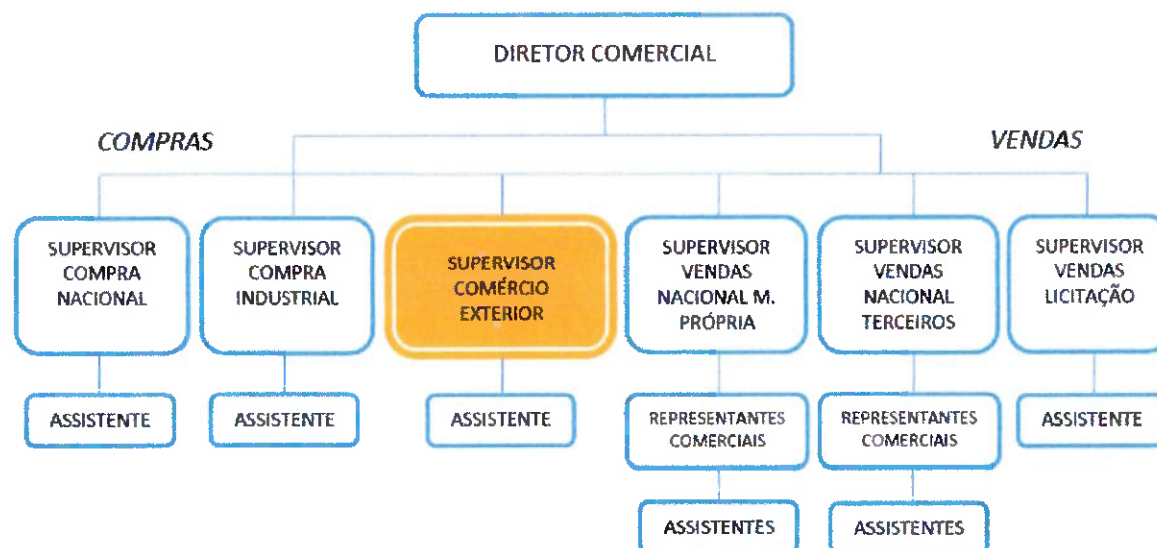 DIRETOR COMERCIAL
COMPRAS
VENDAS
SUPERVISOR
COMPRA
NACIONAL
SUPERVISOR
COMPRA
INDUSTRIAL
SUPERVISOR
COMÉRCIO
EXTERIOR
SUPERVISOR
VENDAS
NACIONAL M.
PRÓPRIA
SUPERVISOR
VENDAS
NACIONAL
TERCEIROS
SUPERVISOR
VENDAS
LICITAÇÃO
ASSISTENTE
ASSISTENTE
ASSISTENTE
REPRESENTANTES
COMERCIAIS
REPRESENTANTES
COMERCIAIS
ASSISTENTE
ASSISTENTES
ASSISTENTES